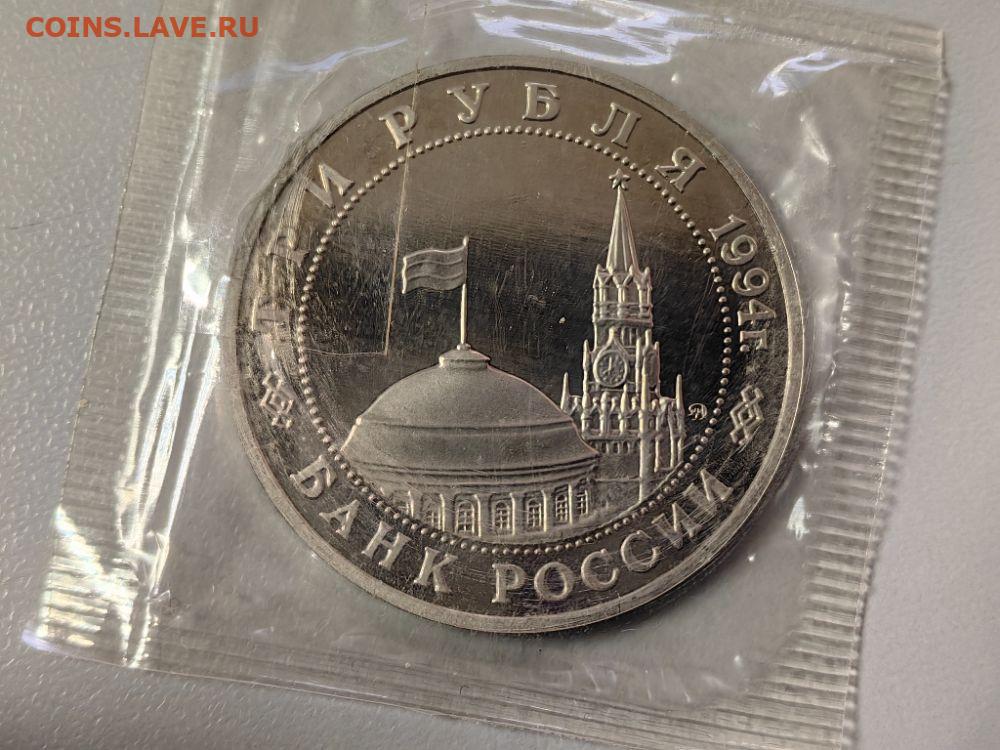 COINS.LAVE.RU
ТРИ РУБЛЯ 1994г.
БАНК РОССИИ